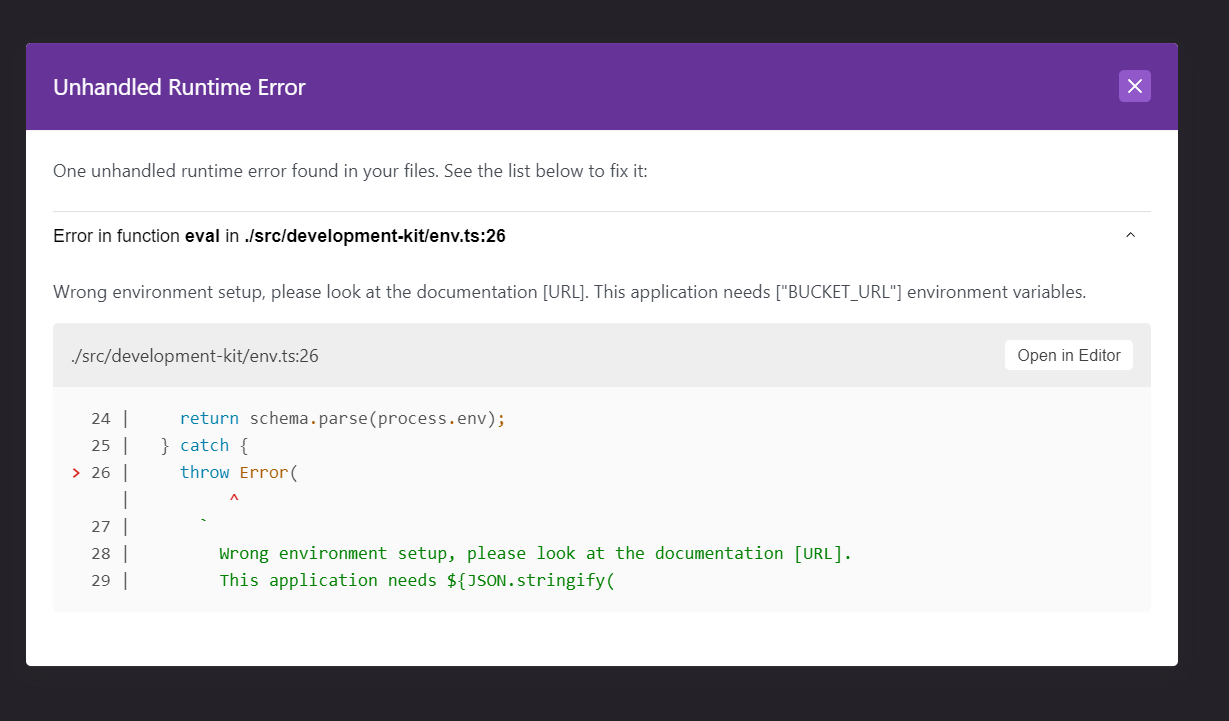 Unhandled Runtime Error
One unhandled runtime error found in your files. See the list below to fix it:
Error in function eval in ./src/development-kit/env.ts:26
Wrong environment setup, please look at the documentation [URL]. This application needs ["BUCKET_URL"] environment variables.
./src/development-kit/env.ts:26
Open in Editor
24 |     return schema.parse(process.env);
25 |   } catch {
> 26 |     throw Error(
|          ^
27 |       `
28 |         Wrong environment setup, please look at the documentation [URL].
29 |         This application needs ${JSON.stringify(